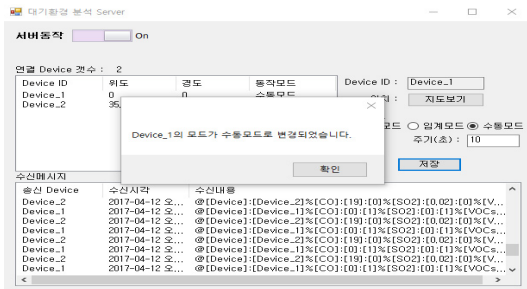 대기환경 분석 Server
서버동작 On
연결 Device 갯수 : 2
Device ID 위도 경도 동작모드
Device_1 0 0 수동모드
Device_2 35,
Device ID : Device_1
지도보기
모드 임계모드 수동모드
주기(초) : 10
저장
Device_1의 모드가 수동모드로 변경되었습니다.
확인
수신메시지
송신 Device 수신시각 수신내용
Device_2 2017-04-12 오... @[Device]:[Device_2]%[CO]:[19]:[0]%[SO2]:[0,02]:[0]%[V...
Device_1 2017-04-12 오... @[Device]:[Device_1]%[CO]:[0]:[1]%[SO2]:[0]:[1]%[VOCs...
Device_2 2017-04-12 오... @[Device]:[Device_2]%[CO]:[19]:[0]%[SO2]:[0,02]:[0]%[V...
Device_1 2017-04-12 오... @[Device]:[Device_1]%[CO]:[0]:[1]%[SO2]:[0]:[1]%[VOCs...
Device_2 2017-04-12 오... @[Device]:[Device_2]%[CO]:[19]:[0]%[SO2]:[0,02]:[0]%[V...
Device_1 2017-04-12 오... @[Device]:[Device_1]%[CO]:[0]:[1]%[SO2]:[0]:[1]%[VOCs...
Device_2 2017-04-12 오... @[Device]:[Device_2]%[CO]:[19]:[0]%[SO2]:[0,02]:[0]%[V...
Device_1 2017-04-12 오... @[Device]:[Device_1]%[CO]:[0]:[1]%[SO2]:[0]:[1]%[VOCs...